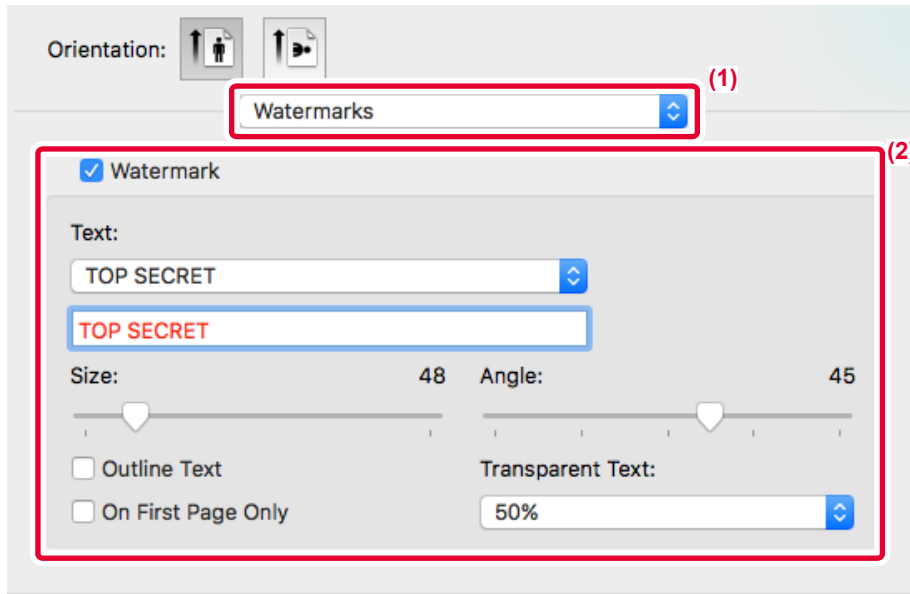 Orientation:
(1)
Watermarks
(2)
Watermark
Text:
TOP SECRET
TOP SECRET
Size: 48 Angle: 45
Outline Text Transparent Text:
On First Page Only 50%